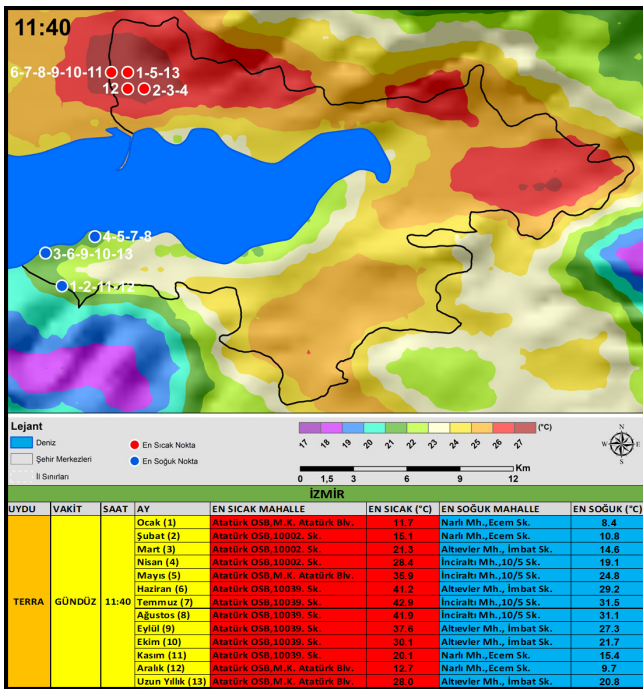 11:40
6-7-8-9-10-11 1-5-13
12 2-3-4
4-5-7-8
3-6-9-10-13
1-2-11-12
Lejant
Deniz
Şehir Merkezleri
İl Sınırları
En Sıcak Nokta
En Soğuk Nokta
(°C)
17 18 19 20 21 22 23 24 25 26 27
Km
0 1,5 3 6 9 12
N
W E
S
İZMİR
UYDU VAKİT SAAT AY EN SICAK MAHALLE EN SICAK (°C) EN SOĞUK MAHALLE EN SOĞUK (°C)
TERRA GÜNDÜZ 11:40
Ocak (1) Atatürk OSB,M.K. Atatürk Blv. 11.7 Narlı Mh.,Ecem Sk. 8.4
Şubat (2) Atatürk OSB,10002. Sk. 15.1 Narlı Mh.,Ecem Sk. 10.8
Mart (3) Atatürk OSB,10002. Sk. 21.3 Altıevler Mh., İmbat Sk. 14.6
Nisan (4) Atatürk OSB,10002. Sk. 28.4 İnciraltı Mh.,10/5 Sk. 19.1
Mayıs (5) Atatürk OSB,M.K. Atatürk Blv. 35.9 İnciraltı Mh.,10/5 Sk. 24.8
Haziran (6) Atatürk OSB,10039. Sk. 41.2 Altıevler Mh., İmbat Sk. 29.2
Temmuz (7) Atatürk OSB,10039. Sk. 42.9 İnciraltı Mh.,10/5 Sk. 31.5
Ağustos (8) Atatürk OSB,10039. Sk. 41.9 İnciraltı Mh.,10/5 Sk. 31.1
Eylül (9) Atatürk OSB,10039. Sk. 37.6 Altıevler Mh., İmbat Sk. 27.3
Ekim (10) Atatürk OSB,10039. Sk. 30.1 Altıevler Mh., İmbat Sk. 21.7
Kasım (11) Atatürk OSB,10039. Sk. 20.1 Narlı Mh.,Ecem Sk. 15.4
Aralık (12) Atatürk OSB,M.K. Atatürk Blv. 12.7 Narlı Mh.,Ecem Sk. 9.7
Uzun Yıllık (13) Atatürk OSB,M.K. Atatürk Blv. 28.0 Altıevler Mh., İmbat Sk. 20.8